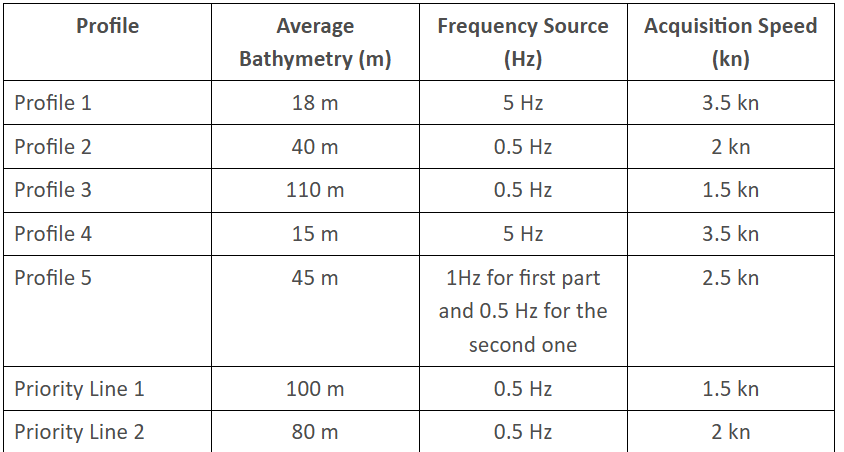 Profile Average Bathymetry (m) Frequency Source (Hz) Acquisition Speed (kn)
Profile 1 18 m 5 Hz 3.5 kn
Profile 2 40 m 0.5 Hz 2 kn
Profile 3 110 m 0.5 Hz 1.5 kn
Profile 4 15 m 5 Hz 3.5 kn
Profile 5 45 m 1Hz for first part and 0.5 Hz for the second one 2.5 kn
Priority Line 1 100 m 0.5 Hz 1.5 kn
Priority Line 2 80 m 0.5 Hz 2 kn